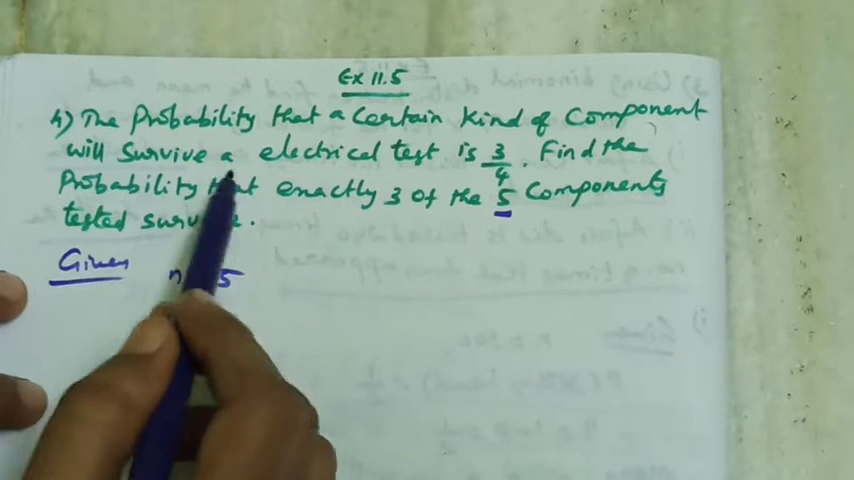 Ex 11.5
4) The Probability that a Certain Kind of Component
will Survive a electrical test is 3/4 . Find the
Probability that exactly 3 of the 5 Components
tested survive.
Given n 5